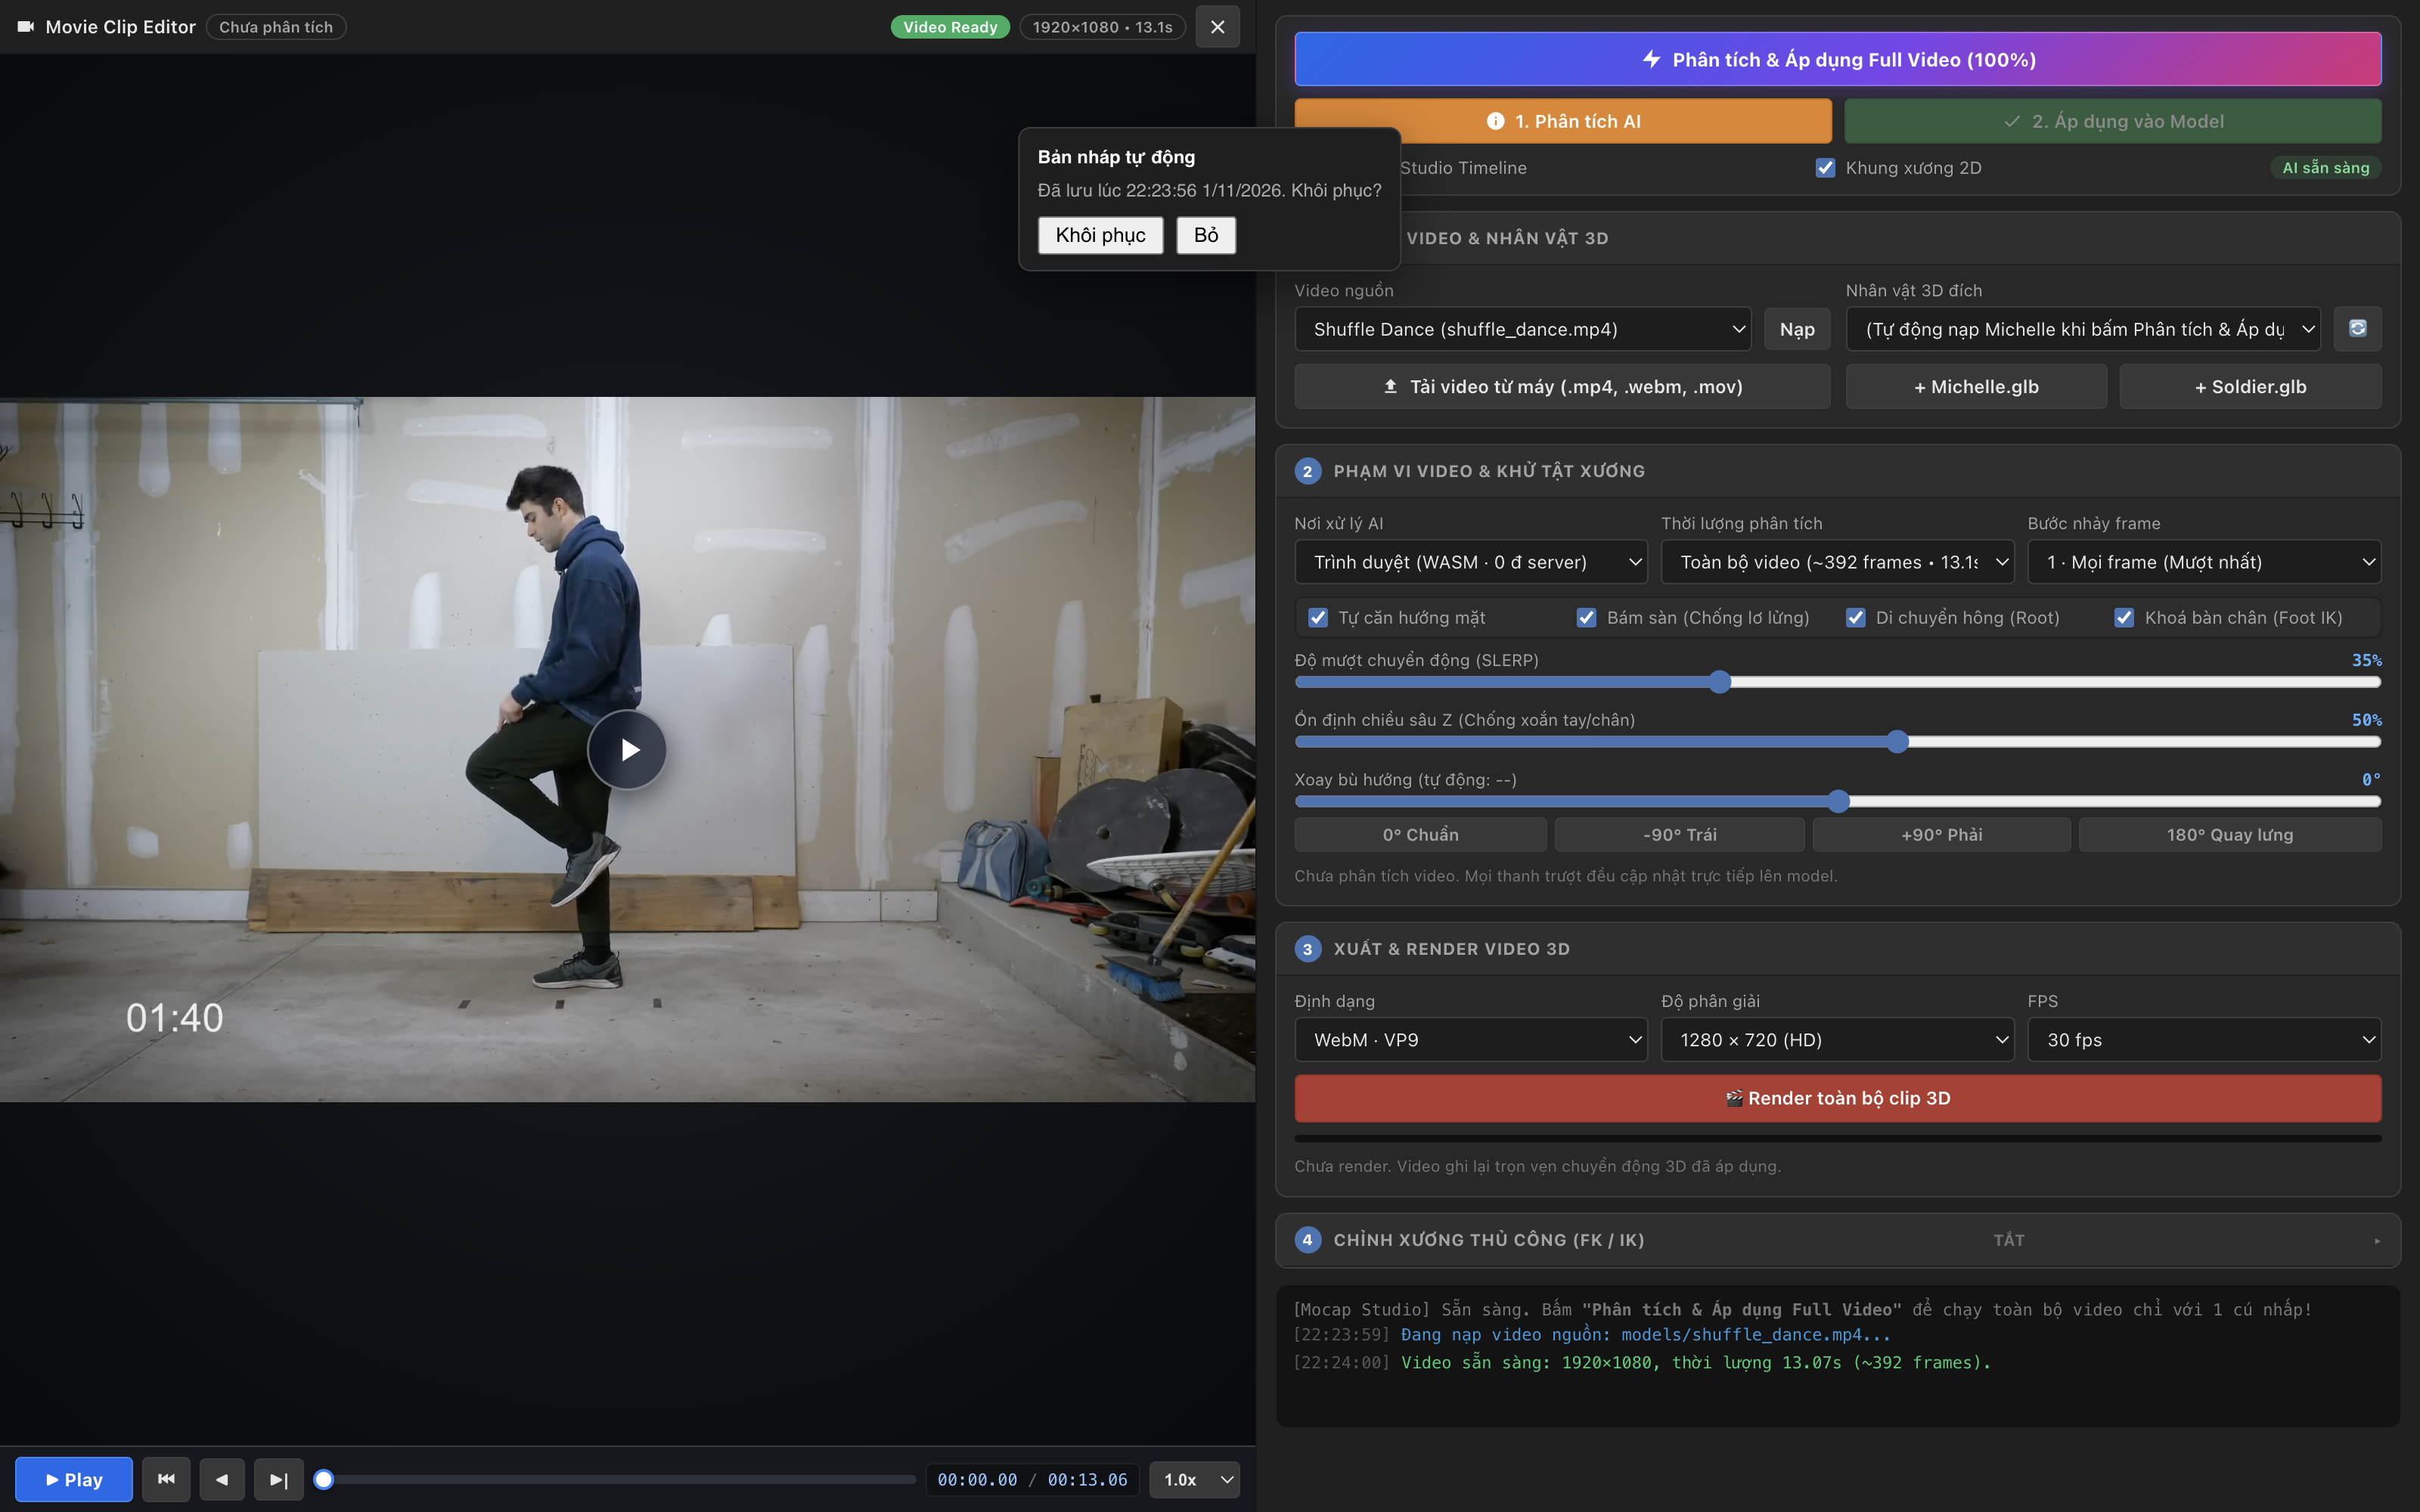 Movie Clip Editor
Chưa phân tích
Video Ready
1920×1080 • 13.1s
Phân tích & Áp dụng Full Video (100%)
1. Phân tích AI
2. Áp dụng vào Model
Bản nháp tự động
Đã lưu lúc 22:23:56 1/11/2026. Khôi phục?
Khôi phục
Bỏ
Studio Timeline
Khung xương 2D
AI sẵn sàng
VIDEO & NHÂN VẬT 3D
Video nguồn
Nhân vật 3D đích
Shuffle Dance (shuffle_dance.mp4)
Nạp
(Tự động nạp Michelle khi bấm Phân tích & Áp dụ
Tải video từ máy (.mp4, .webm, .mov)
+ Michelle.glb
+ Soldier.glb
2
PHẠM VI VIDEO & KHỬ TẬT XƯƠNG
Nơi xử lý AI
Thời lượng phân tích
Bước nhảy frame
Trình duyệt (WASM · 0 đ server)
Toàn bộ video (~392 frames • 13.1s
1 · Mọi frame (Mượt nhất)
Tự căn hướng mặt
Bám sàn (Chống lơ lửng)
Di chuyển hông (Root)
Khoá bàn chân (Foot IK)
Độ mượt chuyển động (SLERP)
35%
Ổn định chiều sâu Z (Chống xoắn tay/chân)
50%
Xoay bù hướng (tự động: --)
0°
0° Chuẩn
-90° Trái
+90° Phải
180° Quay lưng
Chưa phân tích video. Mọi thanh trượt đều cập nhật trực tiếp lên model.
3
XUẤT & RENDER VIDEO 3D
Định dạng
Độ phân giải
FPS
WebM · VP9
1280 × 720 (HD)
30 fps
Render toàn bộ clip 3D
Chưa render. Video ghi lại trọn vẹn chuyển động 3D đã áp dụng.
4
CHỈNH XƯƠNG THỦ CÔNG (FK / IK)
TẮT
[Mocap Studio] Sẵn sàng. Bấm "Phân tích & Áp dụng Full Video" để chạy toàn bộ video chỉ với 1 cú nhấp!
[22:23:59] Đang nạp video nguồn: models/shuffle_dance.mp4...
[22:24:00] Video sẵn sàng: 1920×1080, thời lượng 13.07s (~392 frames).
01:40
Play
00:00.00 / 00:13.06
1.0x